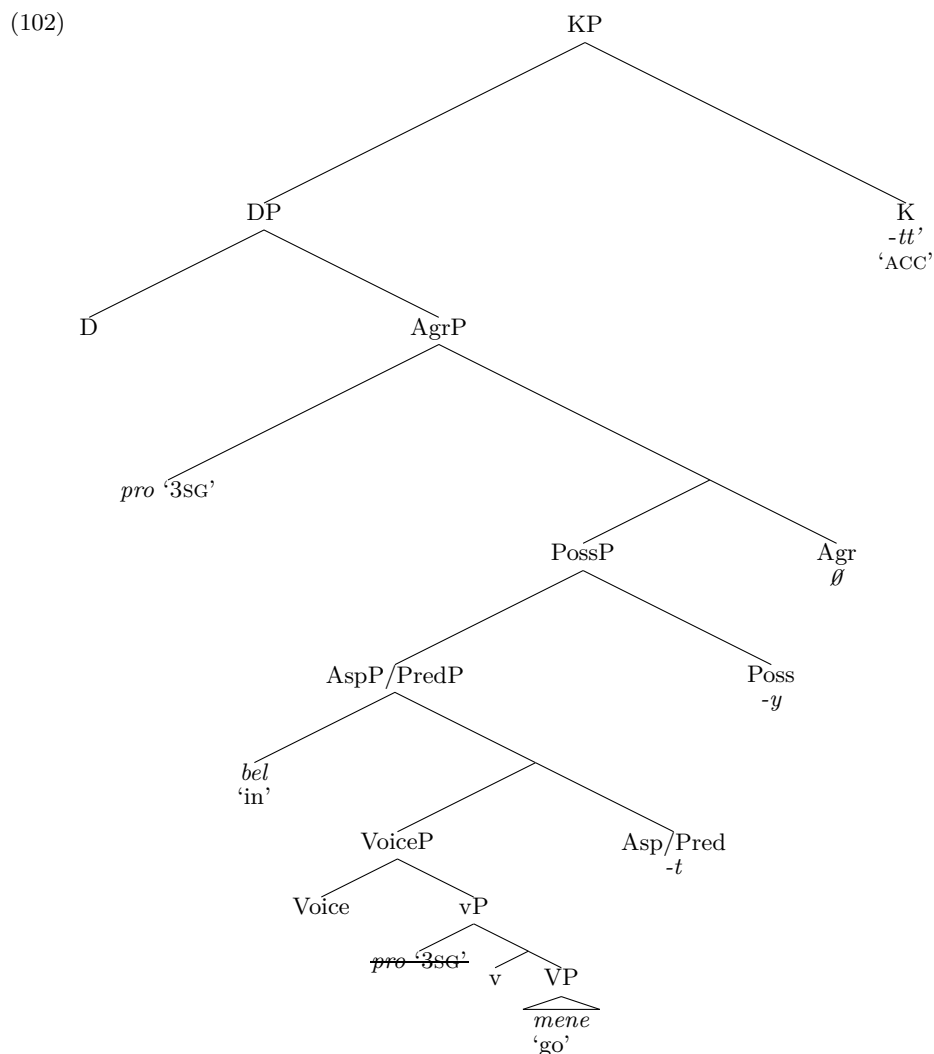 (102)
KP
DP
K
-tt’
‘ACC’
D
AgrP
pro ‘3SG’
PossP
Agr
Ø
AspP/PredP
Poss
-y
bel
‘in’
VoiceP
Asp/Pred
-t
Voice
vP
pro ‘3SG’
v
VP
mene
‘go’